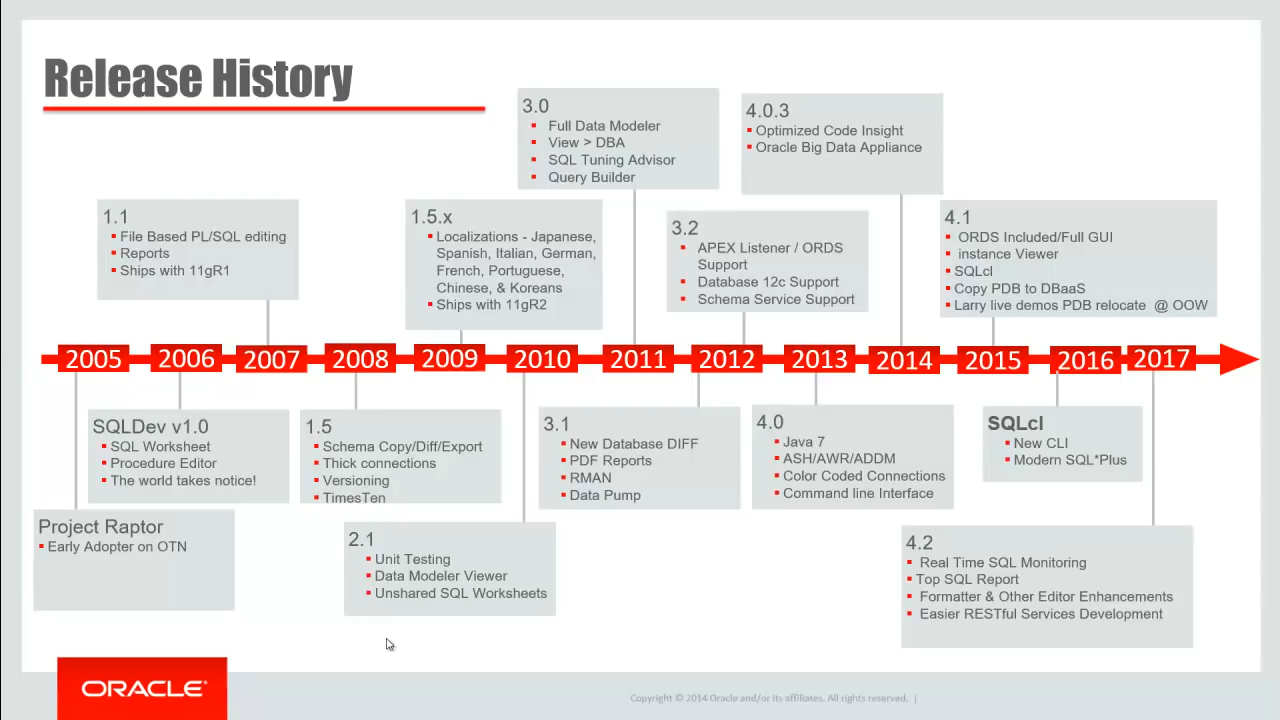 Release History
3.0
Full Data Modeler
View > DBA
SQL Tuning Advisor
Query Builder
4.0.3
Optimized Code Insight
Oracle Big Data Appliance
1.1
File Based PL/SQL editing
Reports
Ships with 11gR1
1.5.x
Localizations - Japanese,
Spanish, Italian, German,
French, Portuguese,
Chinese, & Koreans
Ships with 11gR2
3.2
APEX Listener / ORDS
Support
Database 12c Support
Schema Service Support
4.1
ORDS Included/Full GUI
instance Viewer
SQLcl
Copy PDB to DBaaS
Larry live demos PDB relocate @ OOW
2005 2006 2007 2008 2009 2010 2011 2012 2013 2014 2015 2016 2017
SQLDev v1.0
SQL Worksheet
Procedure Editor
The world takes notice!
1.5
Schema Copy/Diff/Export
Thick connections
Versioning
TimesTen
3.1
New Database DIFF
PDF Reports
RMAN
Data Pump
4.0
Java 7
ASH/AWR/ADDM
Color Coded Connections
Command line Interface
SQLcl
New CLI
Modern SQL*Plus
Project Raptor
Early Adopter on OTN
2.1
Unit Testing
Data Modeler Viewer
Unshared SQL Worksheets
4.2
Real Time SQL Monitoring
Top SQL Report
Formatter & Other Editor Enhancements
Easier RESTful Services Development
ORACLE®
Copyright © 2014 Oracle and/or its affiliates. All rights reserved. |